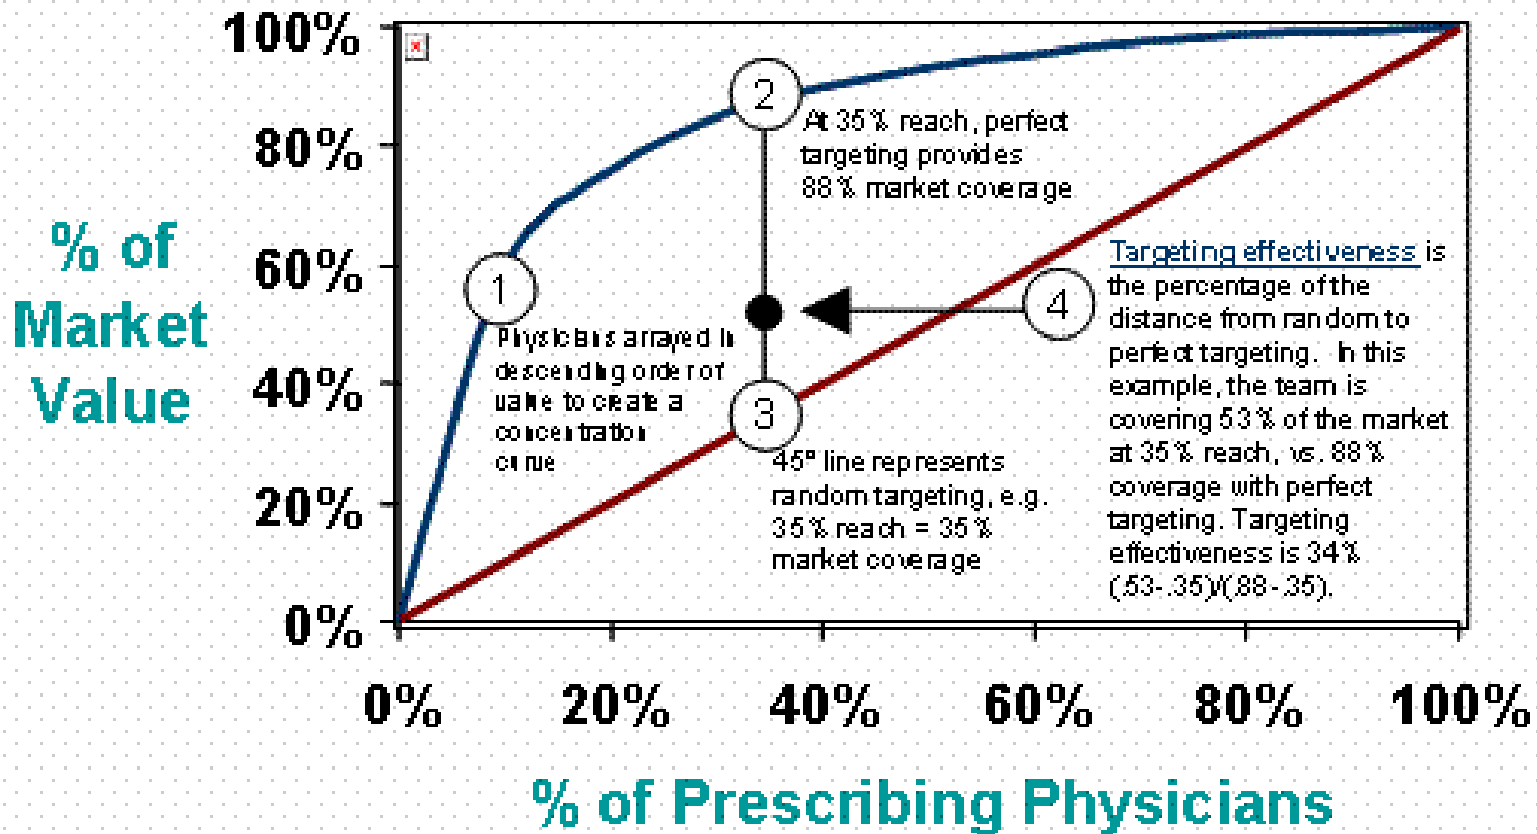 100%
80%
60%
40%
20%
0%
% of
Market
Value
2
At 35% reach, perfect
targeting provides
88% market coverage
1
Physicians arrayed in
descending order of
value to create a
concentration
curve
3
45° line represents
random targeting, e.g.
35% reach = 35%
market coverage
4
Targeting effectiveness is
the percentage of the
distance from random to
perfect targeting. In this
example, the team is
covering 53% of the market
at 35% reach, vs. 88%
coverage with perfect
targeting. Targeting
effectiveness is 34%
(.53-.35)/(.88-.35).
0% 20% 40% 60% 80% 100%
% of Prescribing Physicians